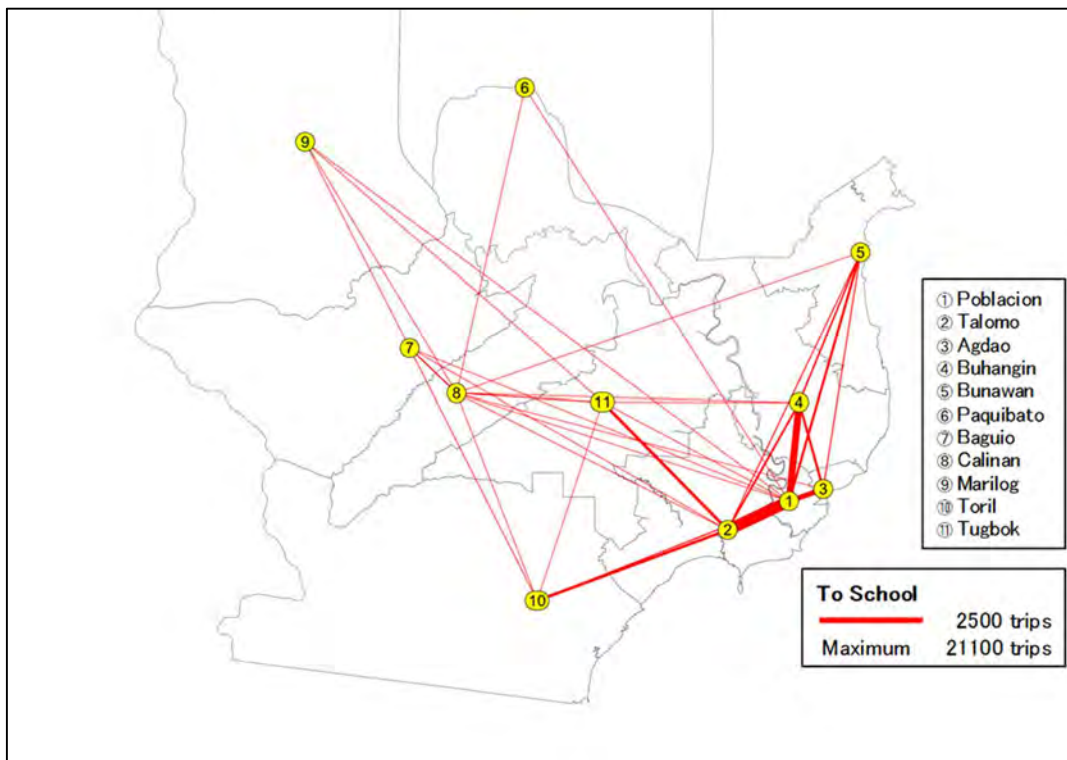 6
9
5
7
8
11
4
3
1
2
10
① Poblacion
② Talomo
③ Agdao
④ Buhangin
⑤ Bunawan
⑥ Paquibato
⑦ Baguio
⑧ Calinan
⑨ Marilog
⑩ Toril
⑪ Tugbok
To School
2500 trips
Maximum 21100 trips